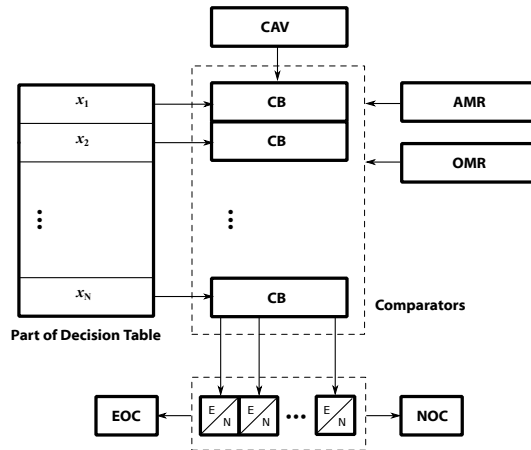 CAV
x1
CB
AMR
x2
CB
OMR
xN
CB
Comparators
Part of Decision Table
EOC
E
N
E
N
E
N
NOC